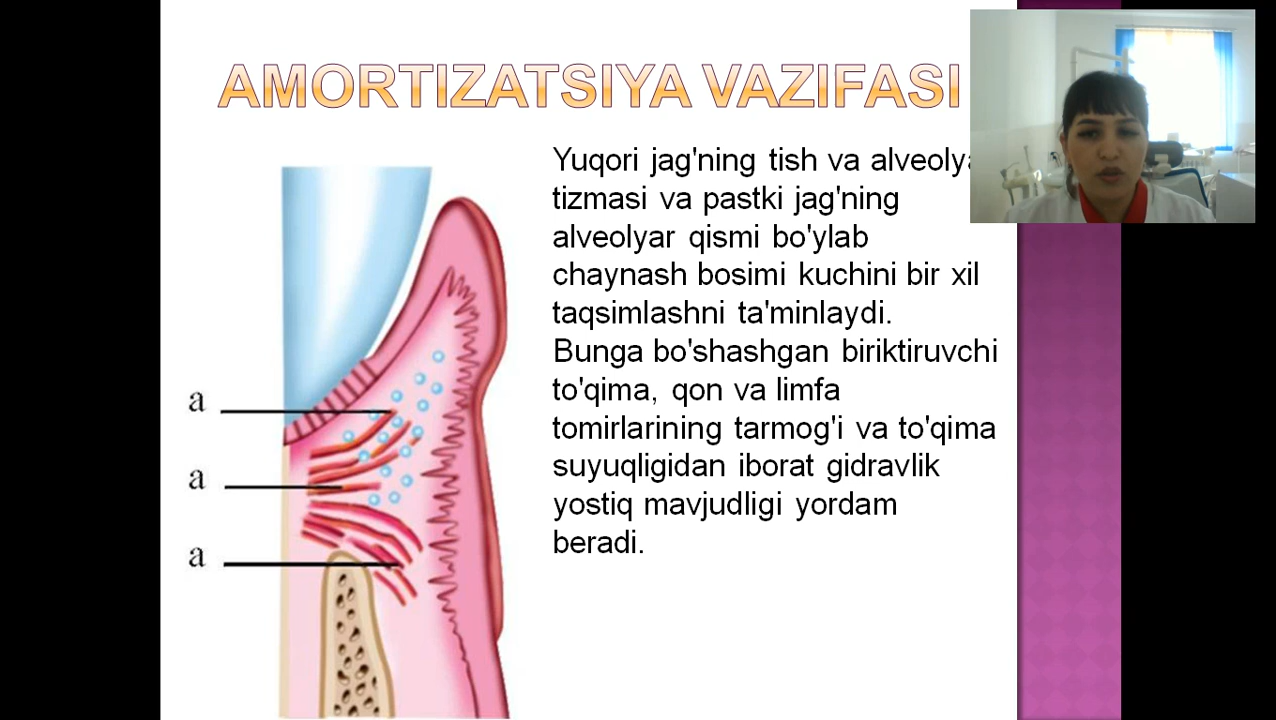 AMORTIZATSIYA VAZIFASI
Yuqori jag'ning tish va
tizmasi va pastki jag'ning
alveolyar qismi bo'ylab
chaynash bosimi kuchini bir xil
taqsimlashni ta'minlaydi.
Bunga bo'shashgan biriktiruvchi
to'qima, qon va limfa
tomirlarining tarmog'i va to'qima
suyuqligidan iborat gidravlik
yostiq mavjudligi yordam
beradi.
a
a
a